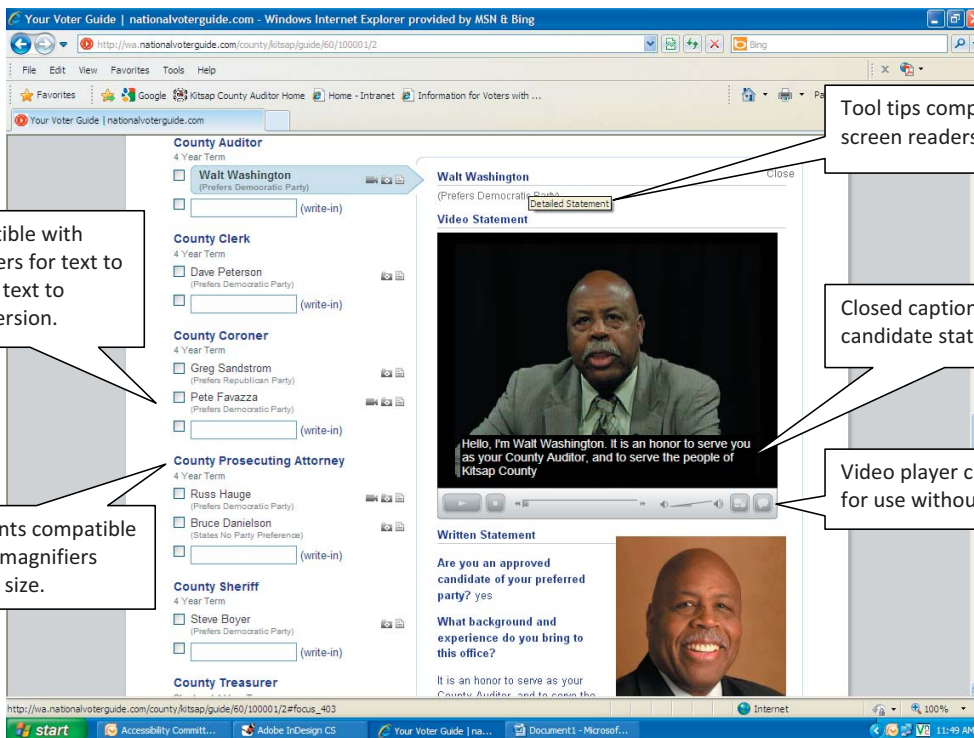 Your Voter Guide | nationalvoterguide.com - Windows Internet Explorer provided by MSN & Bing
http://wa.nationalvoterguide.com/county/kitsap/guide/60/100001/2
Bing
File Edit View Favorites Tools Help
x
Favorites Google Kitsap County Auditor Home Home - Intranet Information for Voters with ...
Your Voter Guide | nationalvoterguide.com
Tool tips
screen readers
County Auditor
4 Year Term
Walt Washington
(Prefers Democratic Party)
(write-in)
County Clerk
4 Year Term
Dave Peterson
(Prefers Democratic Party)
(write-in)
County Coroner
4 Year Term
Greg Sandstrom
(Prefers Republican Party)
Pete Favazza
(Prefers Democratic Party)
(write-in)
County Prosecuting Attorney
4 Year Term
Russ Hauge
(Prefers Democratic Party)
Bruce Danielson
(States No Party Preference)
(write-in)
County Sheriff
4 Year Term
Steve Boyer
(Prefers Democratic Party)
(write-in)
County Treasurer
with
for text to
text to
compatible
magnifiers
size.
Walt Washington
Close
(Prefers Democratic Party)
Detailed Statement
Video Statement
Hello, I'm Walt Washington. It is an honor to serve you
as your County Auditor, and to serve the people of
Kitsap County
Closed caption
candidate
Video player
for use
Written Statement
Are you an approved
candidate of your preferred
party? yes
What background and
experience do you bring to
this office?
It is an honor to serve as your
County Auditor, and to serve the
http://wa.nationalvoterguide.com/county/kitsap/guide/60/100001/2#focus_403
Internet
100%
start
Accessibility Committ...
Adobe InDesign CS
Your Voter Guide | na...
Document1 - Microsof...
11:49 AM